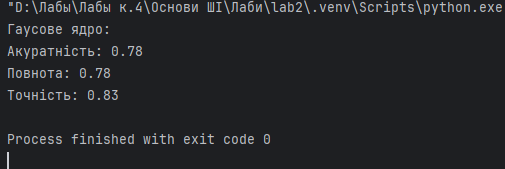 "D:\Лабы\Лабы к.4\Основи ШІ\Лаби\lab2\.venv\Scripts\python.exe
Гаусове ядро:
Акуратність: 0.78
Повнота: 0.78
Точність: 0.83
Process finished with exit code 0